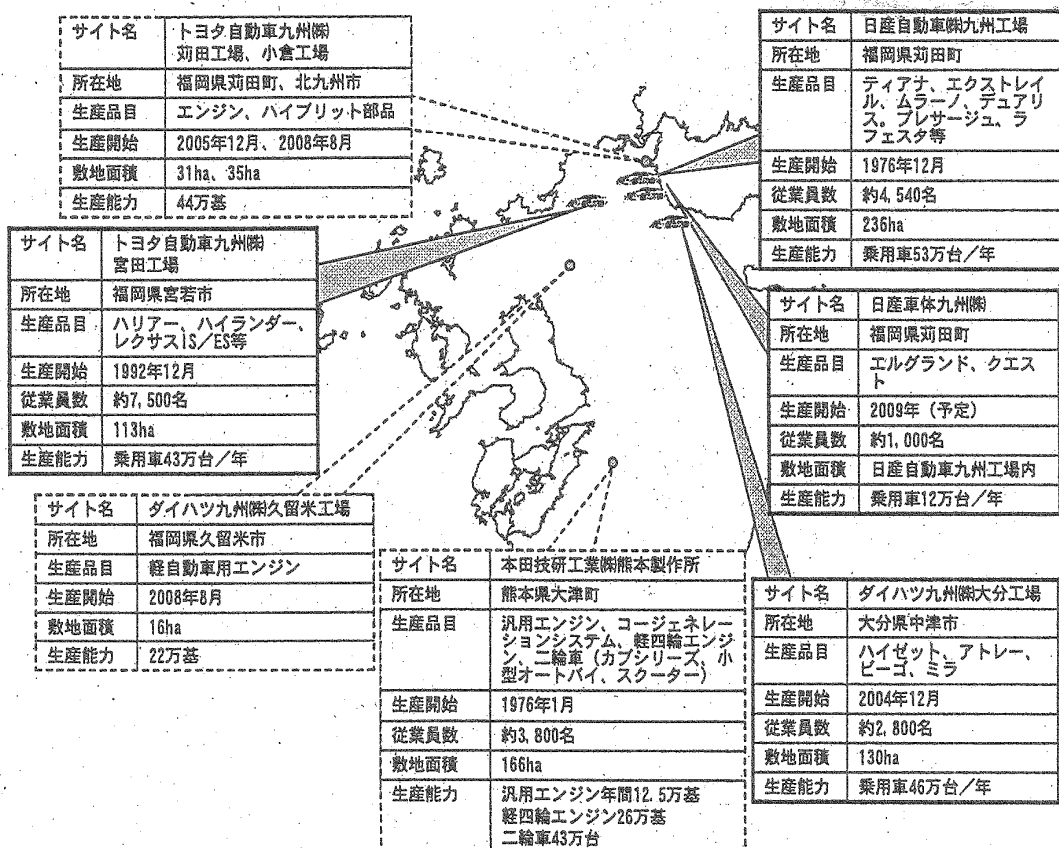 サイト名 トヨタ自動車九州㈱
苅田工場、小倉工場
所在地 福岡県苅田町、北九州市
生産品目 エンジン、ハイブリット部品
生産開始 2005年12月、2008年8月
敷地面積 31ha、35ha
生産能力 44万基
サイト名 トヨタ自動車九州㈱
宮田工場
所在地 福岡県宮若市
生産品目 ハリアー、ハイランダー、
レクサスIS/ES等
生産開始 1992年12月
従業員数 約7,500名
敷地面積 113ha
生産能力 乗用車43万台/年
サイト名 ダイハツ九州㈱久留米工場
所在地 福岡県久留米市
生産品目 軽自動車用エンジン
生産開始 2008年8月
敷地面積 16ha
生産能力 22万基
サイト名 本田技研工業㈱熊本製作所
所在地 熊本県大津町
生産品目 汎用エンジン、コージェネレー
ションシステム、軽四輪エンジ
ン、二輪車（カブシリーズ、小
型オートバイ、スクーター）
生産開始 1976年1月
従業員数 約3,800名
敷地面積 166ha
生産能力 汎用エンジン年間12.5万基
軽四輪エンジン26万基
二輪車43万台
サイト名 日産自動車㈱九州工場
所在地 福岡県苅田町
生産品目 ティアナ、エクストレイ
ル、ムラーノ、デュアリ
ス。プレサージュ、ラ
フェスタ等
生産開始 1976年12月
従業員数 約4,540名
敷地面積 236ha
生産能力 乗用車53万台/年
サイト名 日産車体九州㈱
所在地 福岡県苅田町
生産品目 エルグランド、クエス
ト
生産開始 2009年（予定）
従業員数 約1,000名
敷地面積 日産自動車九州工場内
生産能力 乗用車12万台/年
サイト名 ダイハツ九州㈱大分工場
所在地 大分県中津市
生産品目 ハイゼット、アトレー、
ビーゴ、ミラ
生産開始 2004年12月
従業員数 約2,800名
敷地面積 130ha
生産能力 乗用車46万台/年